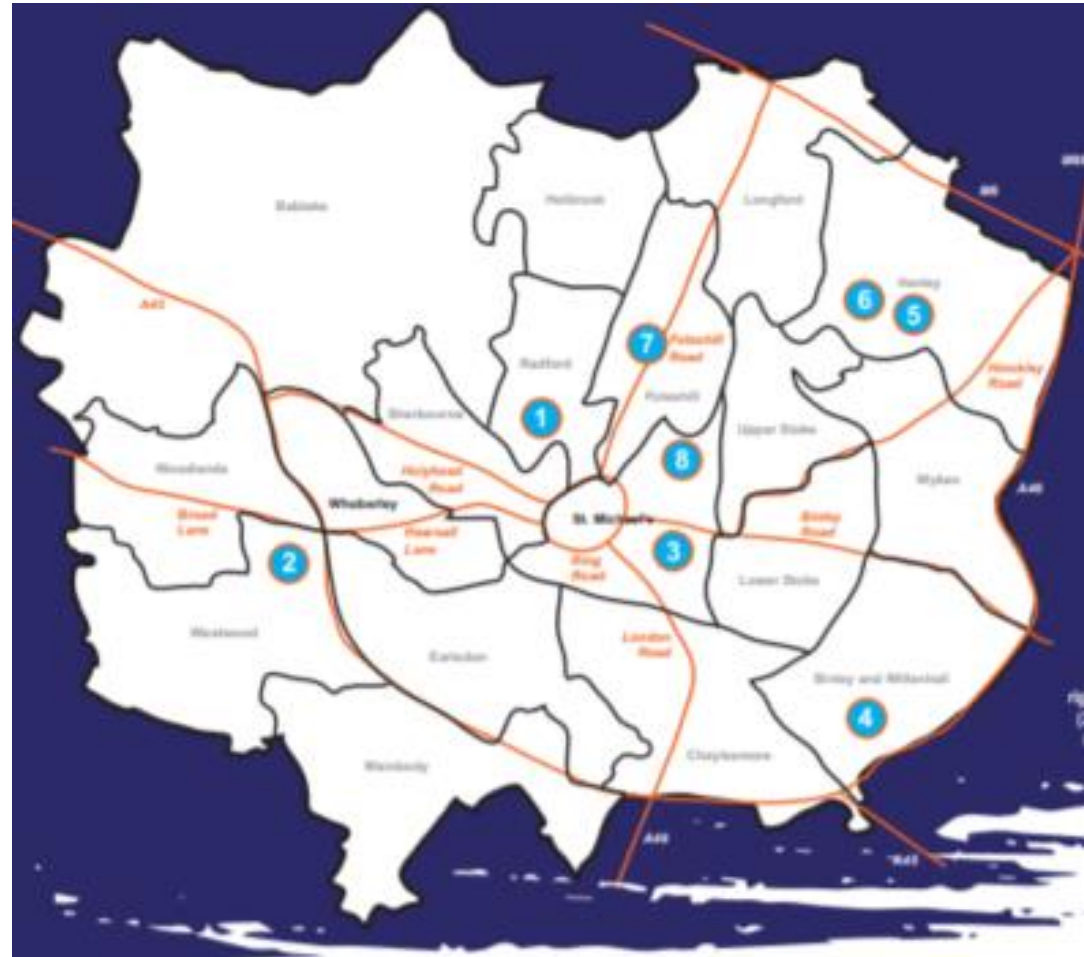 Bablake
Holbrook
Longford
M6
Henley
6
5
A45
7
Foleshill
Road
Radford
Foleshill
Hinckley
Road
1
Sherbourne
Upper Stoke
8
Woodlands
Holyhead
Road
Wyken
A46
Whoberley
Broad
Lane
Hearsall
Lane
St. Michael's
Binley
Road
3
2
Ring
Road
Lower Stoke
Westwood
Earlsdon
London
Road
Binley and Willenhall
4
Wainbody
Cheylesmore
A45